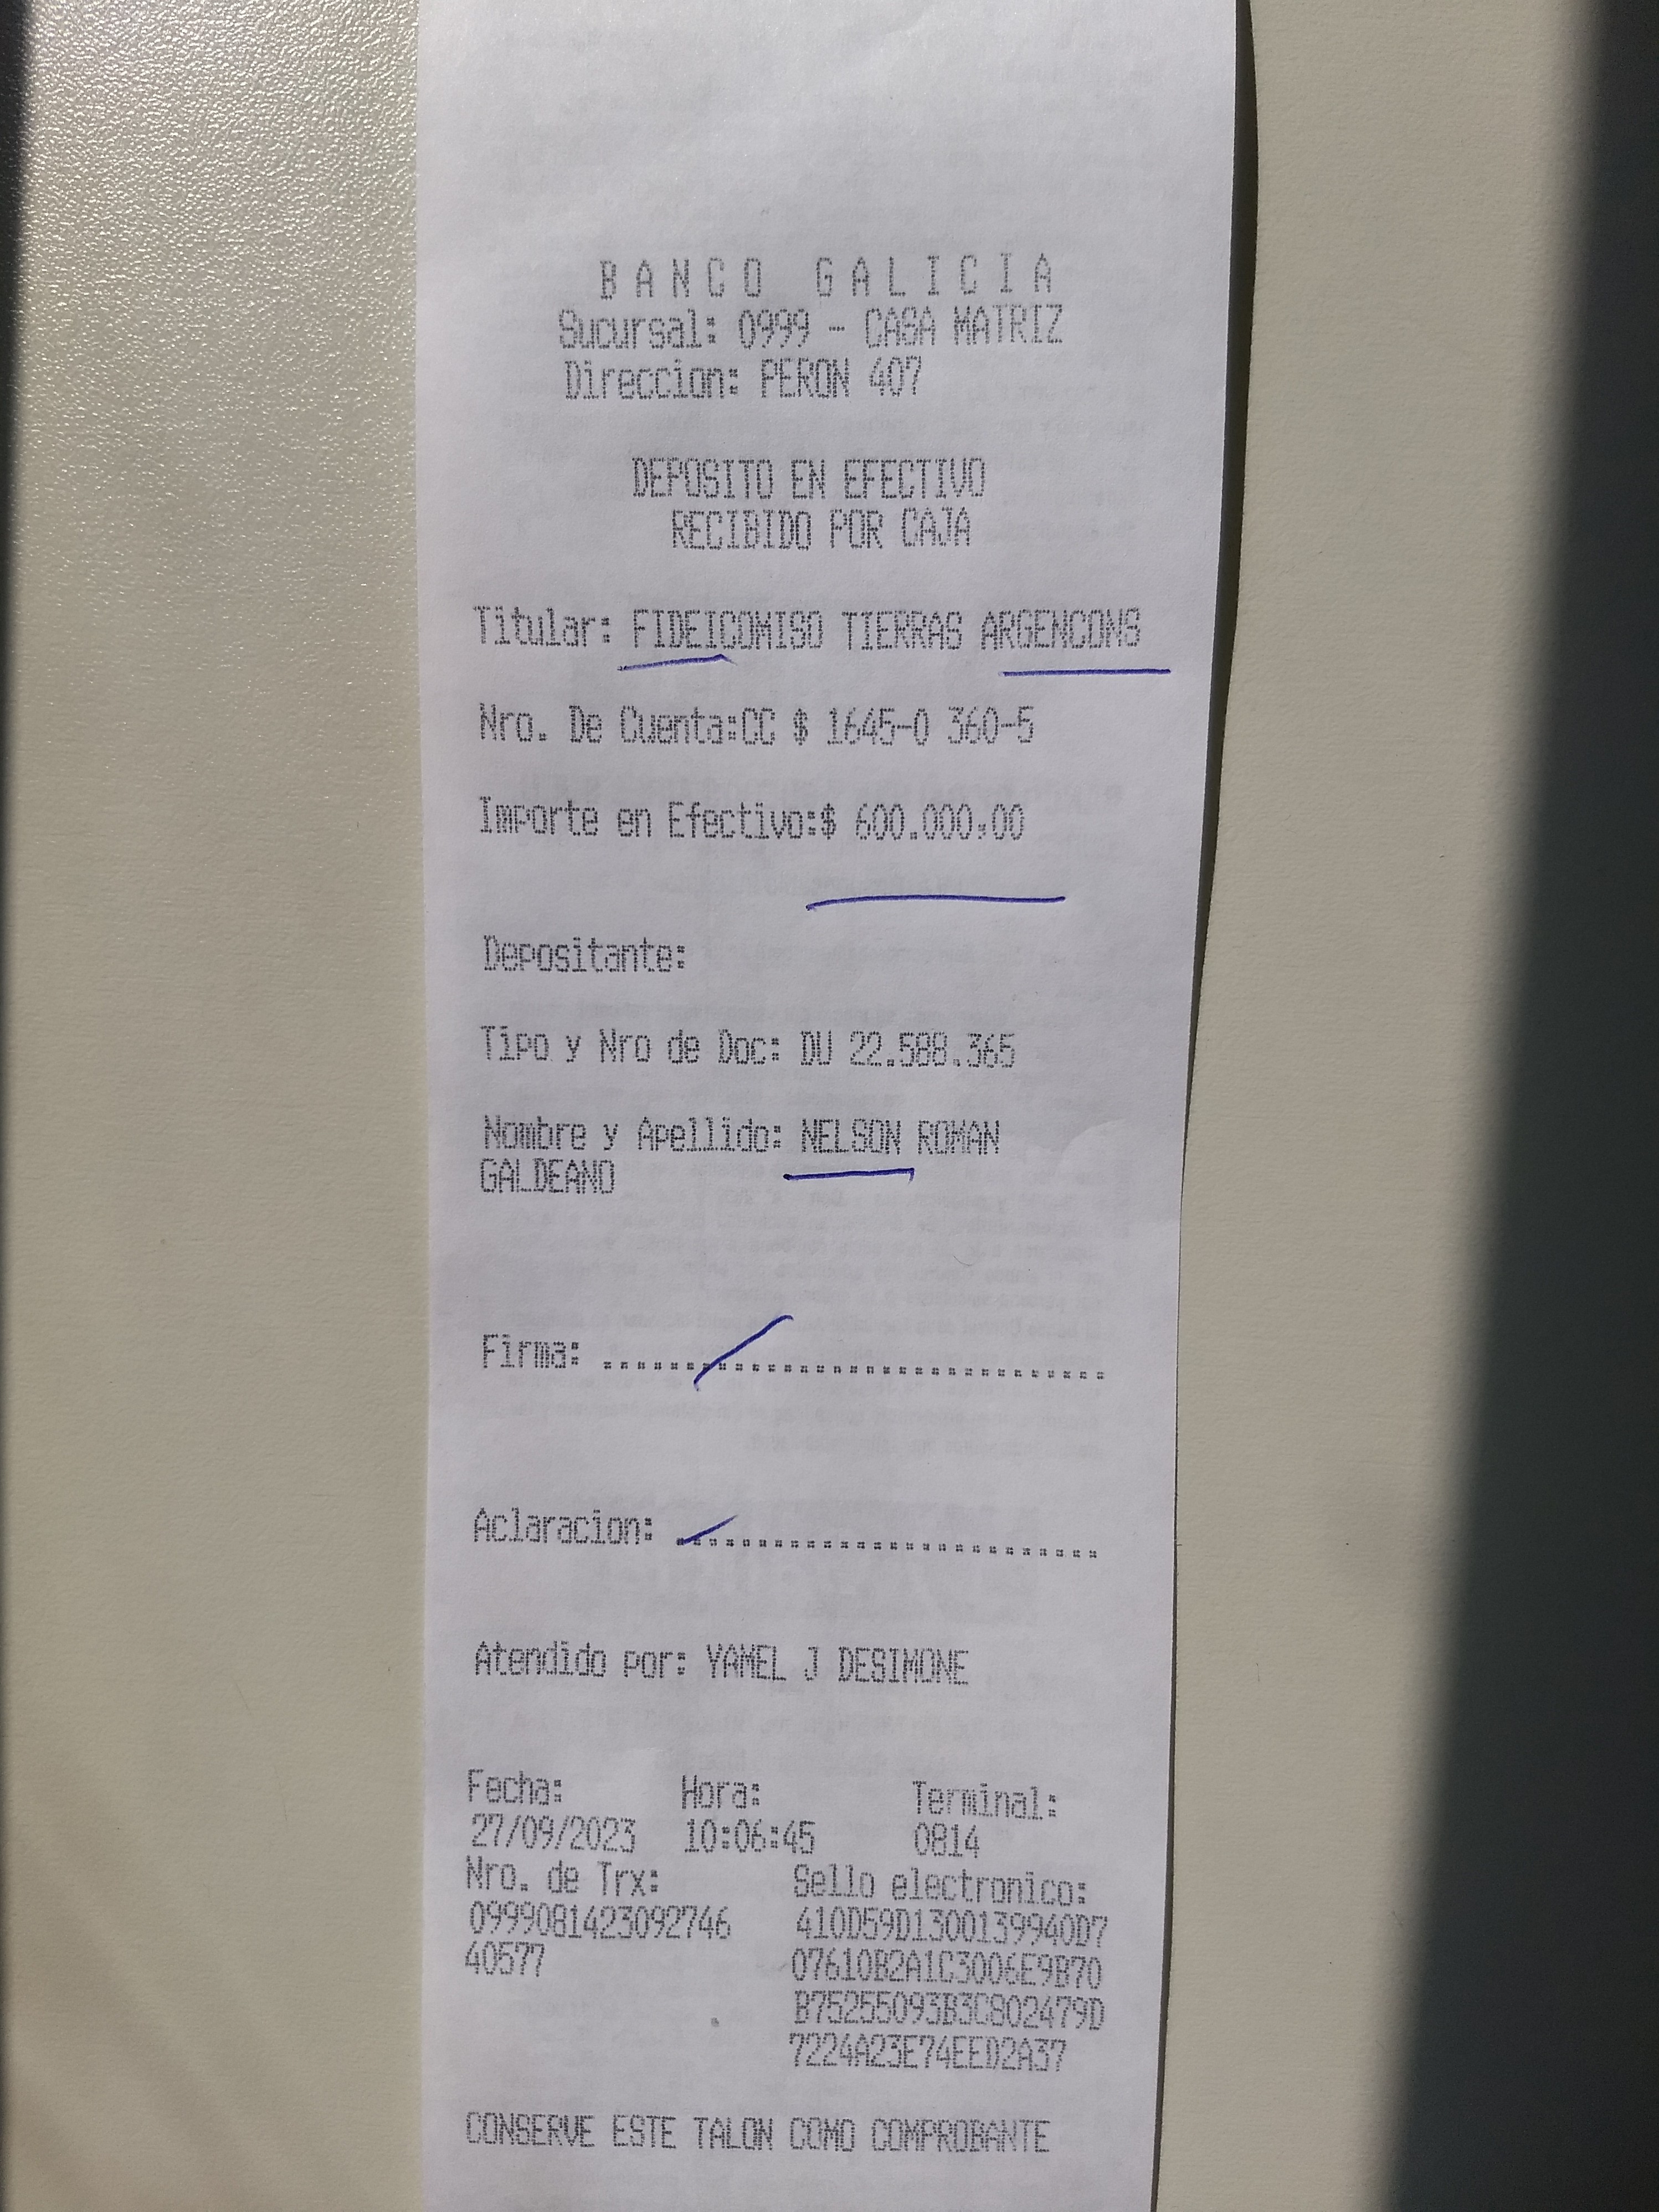 BANCO GALICIA
Sucursal: 0999 - CASA MATRIZ
Direccion: PERON 407
DEPOSITO EN EFECTIVO
RECIBIDO POR CAJA
Titular: FIDEICOMISO TIERRAS ARGENCONS
Nro. De Cuenta:CC $ 1645-0 360-5
Importe en Efectivo:$ 600.000,00
Depositante:
Tipo y Nro de Doc: DU 22.588.365
Nombre y Apellido: NELSON ROMAN
GALDEANO
Firma: ...............................
Aclaracion: ..........................
Atendido por: YAMEL J DESIMONE
Fecha: Hora: Terminal:
27/09/2023 10:06:45 0814
Nro. de Trx: Sello electronico:
0999081423092746 410D59D130013994​0D7
40577 07610B2A1C3006E9B70
B75255093B3C802479D
7224A23E74EED2A37
CONSERVE ESTE TALON COMO COMPROBANTE